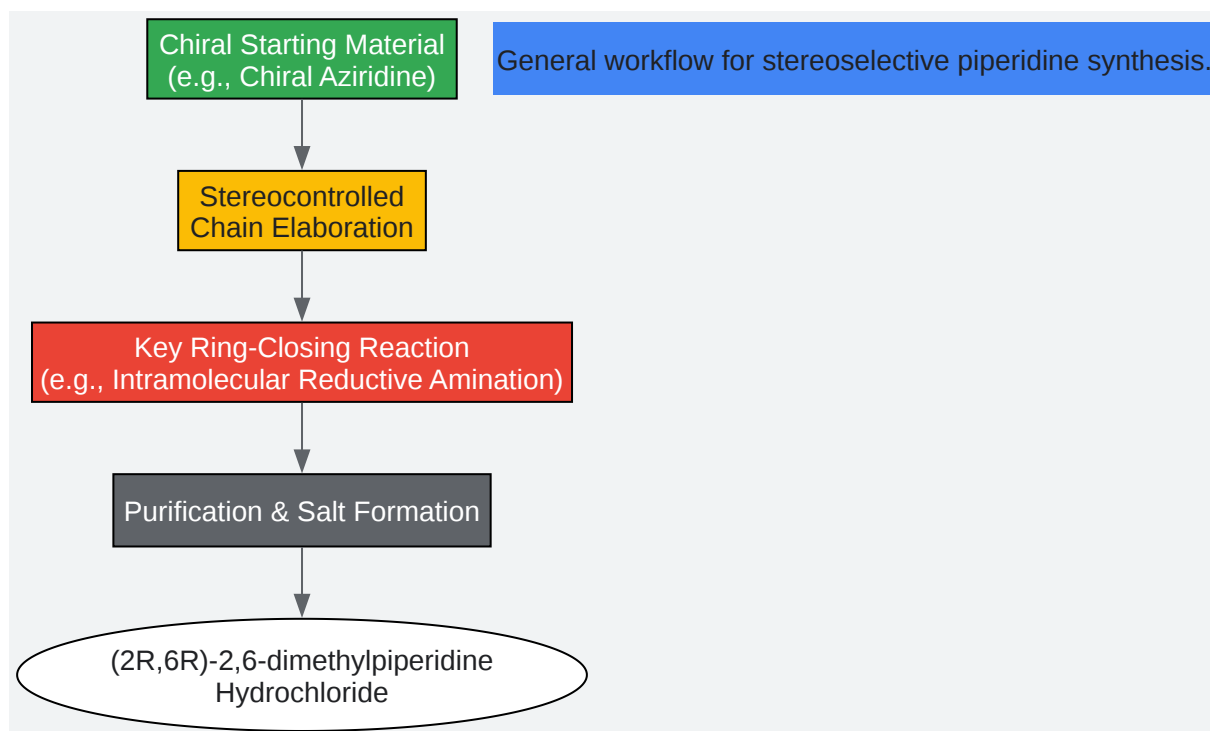 Chiral Starting Material
(e.g., Chiral Aziridine)
General workflow for stereoselective piperidine synthesis.
Stereocontrolled
Chain Elaboration
Key Ring-Closing Reaction
(e.g., Intramolecular Reductive Amination)
Purification & Salt Formation
(2R,6R)-2,6-dimethylpiperidine
Hydrochloride